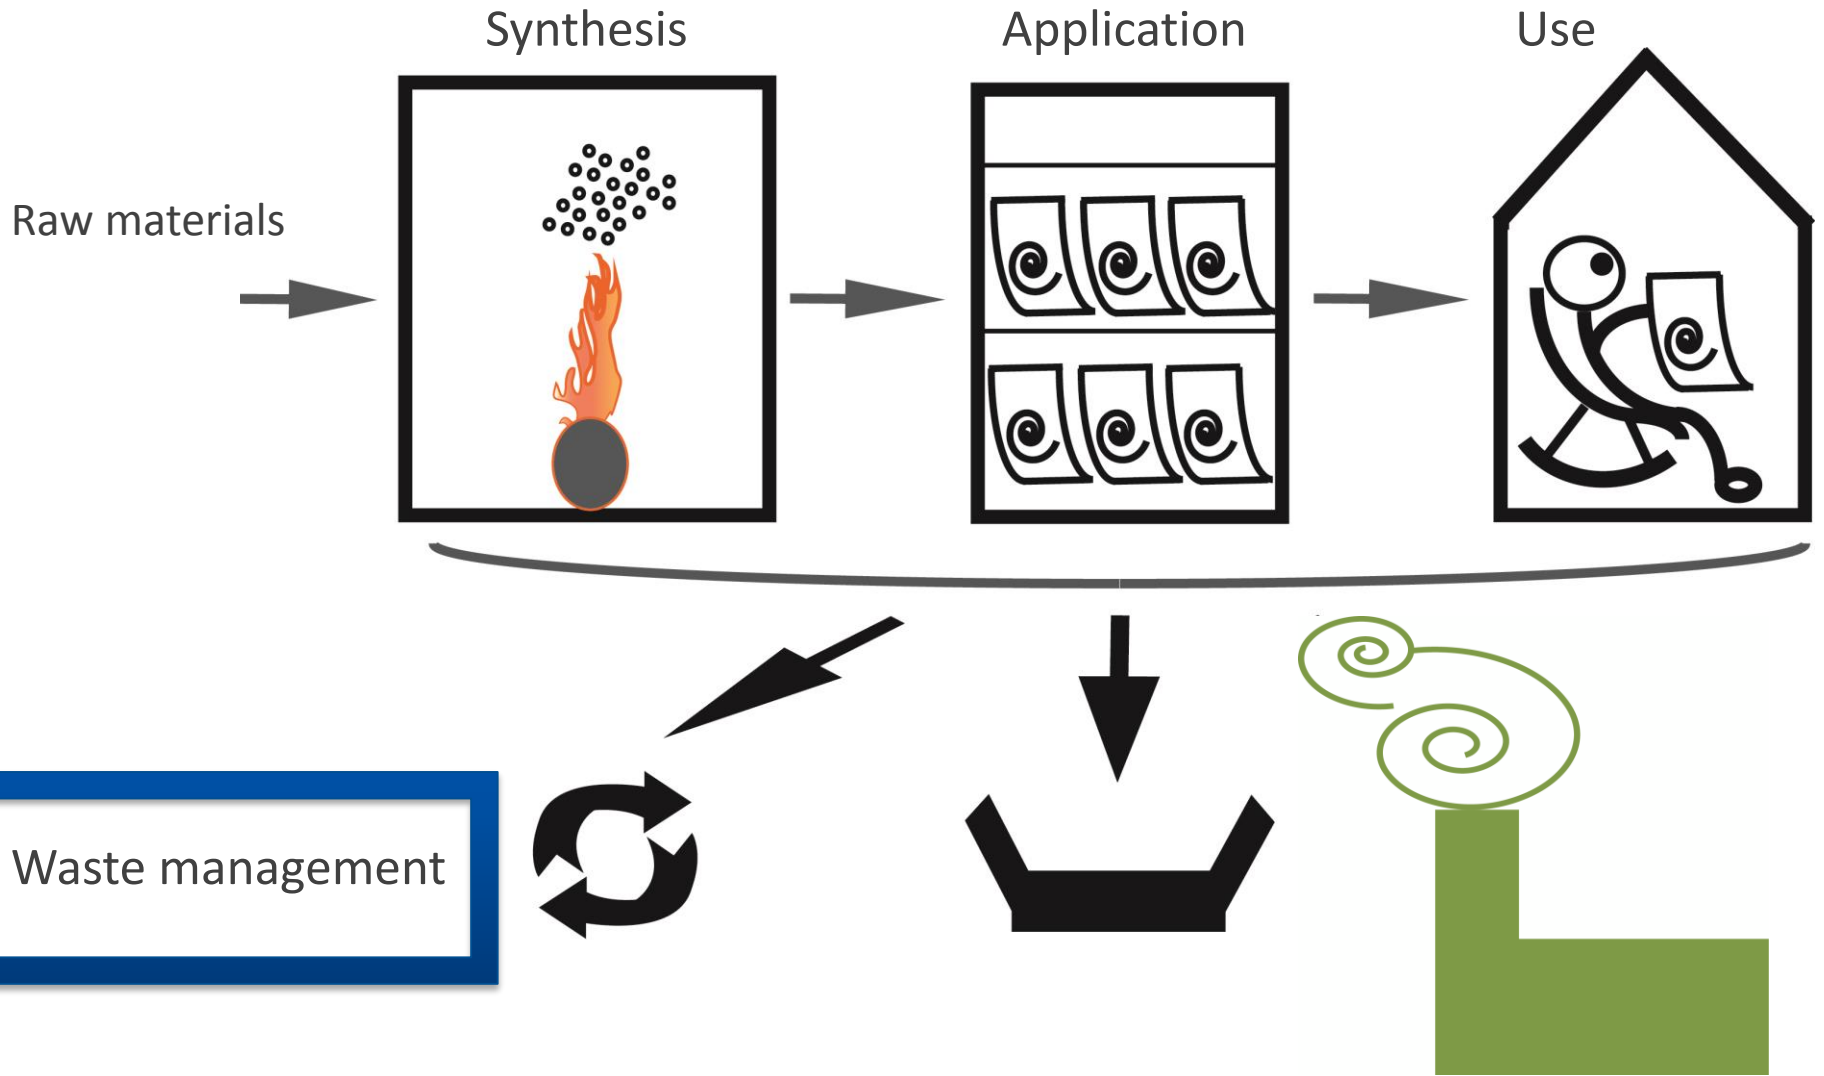 Synthesis
Application
Use
Raw materials
Waste management